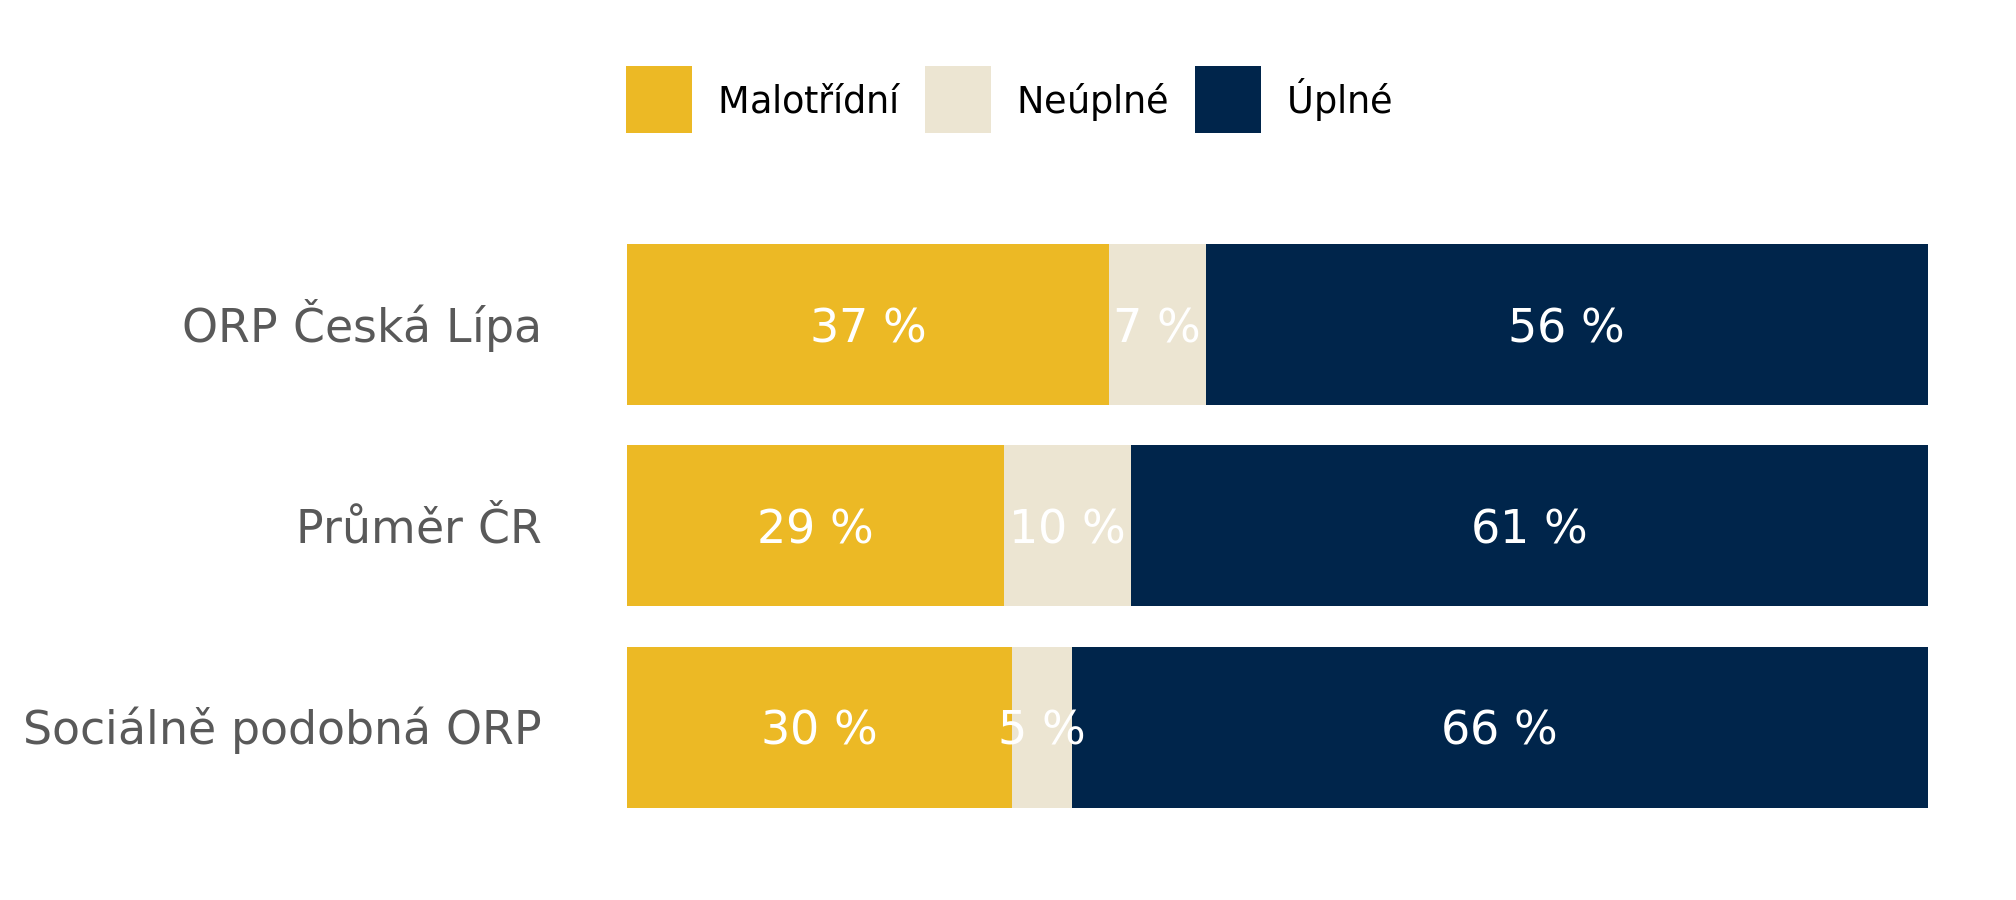 Malotřídní Neúplné Úplné
ORP Česká Lípa 37 % 7 % 56 %
Průměr ČR 29 % 10 % 61 %
Sociálně podobná ORP 30 % 5 % 66 %